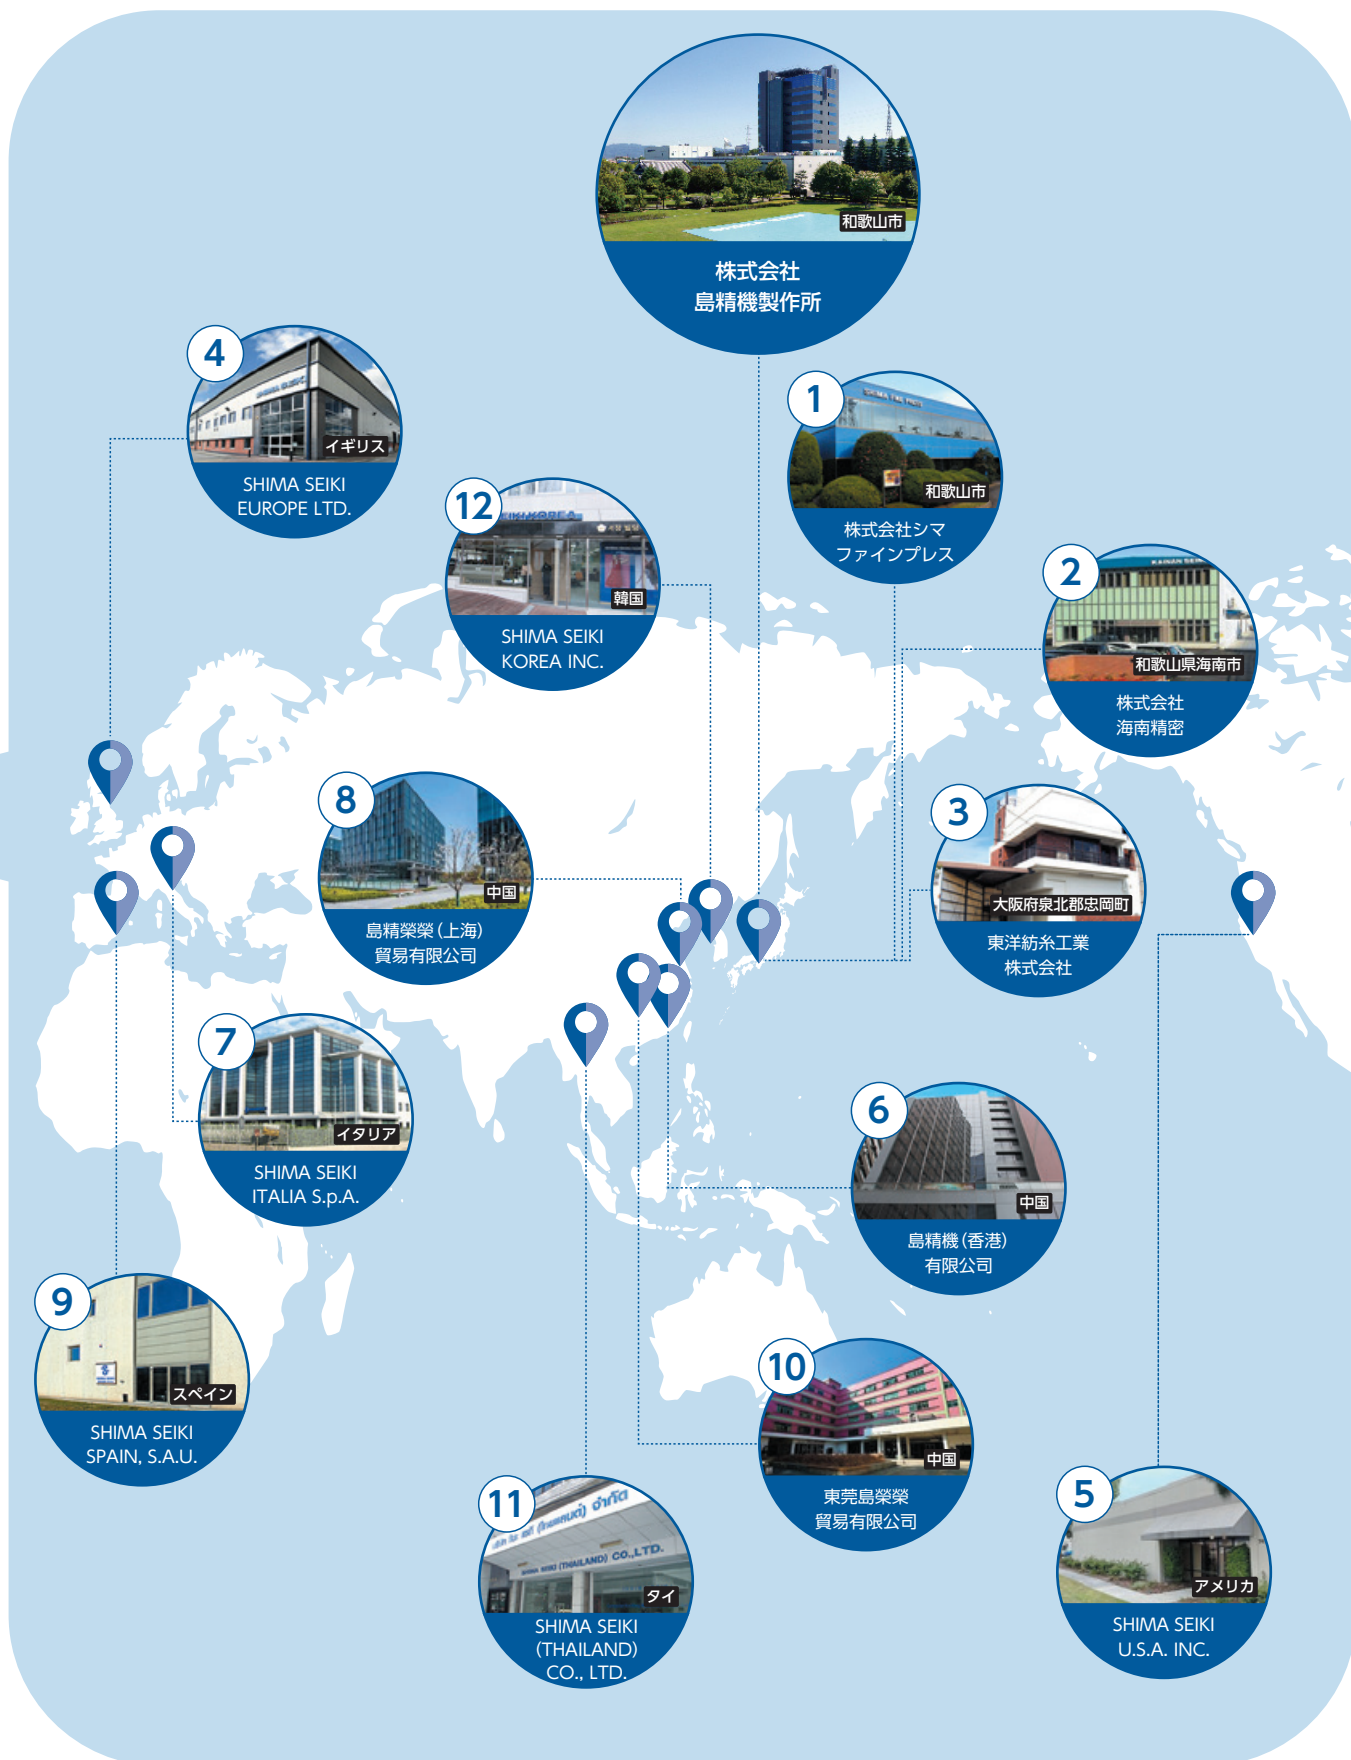 和歌山市
株式会社
島精機製作所
4
SHIMA SEIKI
イギリス
SHIMA SEIKI
EUROPE LTD.
1
和歌山市
株式会社シマ
ファインプレス
12
SEIKI KOREA
韓国
SHIMA SEIKI
KOREA INC.
2
KAINAN SEI
和歌山県海南市
株式会社
海南精密
8
中国
島精榮榮(上海)
貿易有限公司
3
大阪府泉北郡忠岡町
東洋紡糸工業
株式会社
7
イタリア
SHIMA SEIKI
ITALIA S.p.A.
6
中国
島精機(香港)
有限公司
9
スペイン
SHIMA SEIKI
SPAIN, S.A.U.
10
中国
東莞島榮榮
貿易有限公司
11
SHIMA SEIKI (THAILAND) CO.,LTD.
タイ
SHIMA SEIKI
(THAILAND)
CO., LTD.
5
アメリカ
SHIMA SEIKI
U.S.A. INC.